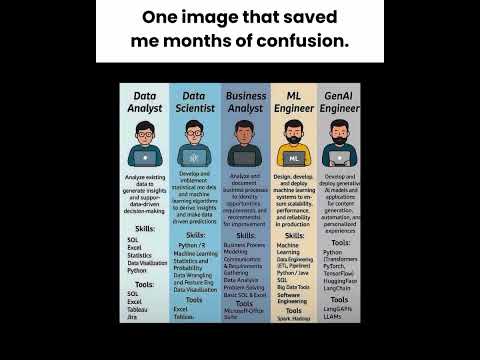 One image that saved
me months of confusion.
Data
Analyst
Analyze existing
data to
generate insights
and suppor-
data-driven
decision-making
Skills:
SQL
Excel
Statistics
Data Visalization
Python
Tools:
SQL
Excel
Tableau
Jira
Data
Scientist
Develop and
implement
statistical mo dels
and machine
learning algorithms
to derive insights
and make data
driven predictions
Skills:
Python / R
Machine Learning
Statistics and
Probability
Data Wrangling
and Feature Eng
Data Visualization
Tools
Excel
Tableau
Business
Analyst
Analyze and
document
business processes
to identity
opportunities,
requirements, and
recommends
for improvement
Skills:
Business Process
Modeling
Communication
& Requirements
Gathering
Data Analysis
Problem Solving
Basic SQL & Excel
Tools
Microsoft-Office
Suite
ML
Engineer
ML
Design, develop,
and deploy
machine learning
systems to en-
sure scalability,
performance,
and reliability
in production
Skills:
Machine
Learning
Data Engineering
(ETL, Pipelines)
Python / Java
SQL
Big Data Tools
Software
Engineering
Tools
Spark, Hadoop
GenAI
Engineer
Develop and
deploy generative
AI models and
applications for
content
generation,
automation, and
personalized
experiences
Skills:
Python
(Transformers
PyTorch,
TensorFlow)
HuggingFace
LangChain
Tools
LangGAPIs
LLAMs